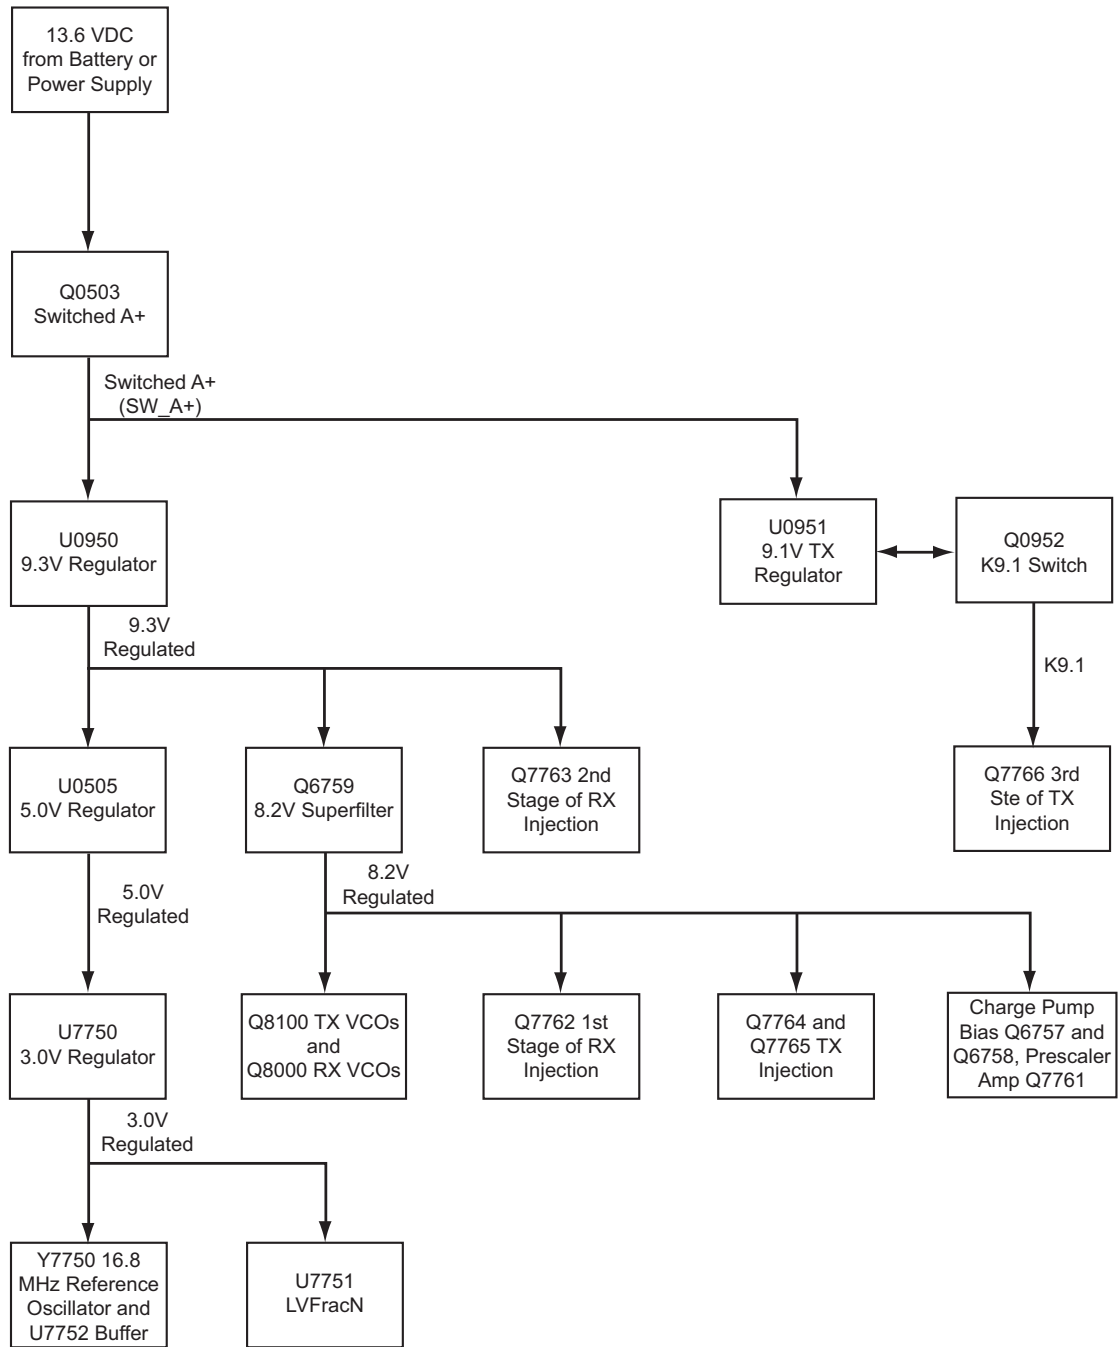 13.6 VDC
from Battery or
Power Supply
Q0503
Switched A+
Switched A+
(SW_A+)
U0950
9.3V Regulator
U0951
9.1V TX
Regulator
Q0952
K9.1 Switch
9.3V
Regulated
K9.1
U0505
5.0V Regulator
Q6759
8.2V Superfilter
Q7763 2nd
Stage of RX
Injection
Q7766 3rd
Ste of TX
Injection
5.0V
Regulated
8.2V
Regulated
U7750
3.0V Regulator
Q8100 TX VCOs
and
Q8000 RX VCOs
Q7762 1st
Stage of RX
Injection
Q7764 and
Q7765 TX
Injection
Charge Pump
Bias Q6757 and
Q6758, Prescaler
Amp Q7761
3.0V
Regulated
Y7750 16.8
MHz Reference
Oscillator and
U7752 Buffer
U7751
LVFracN